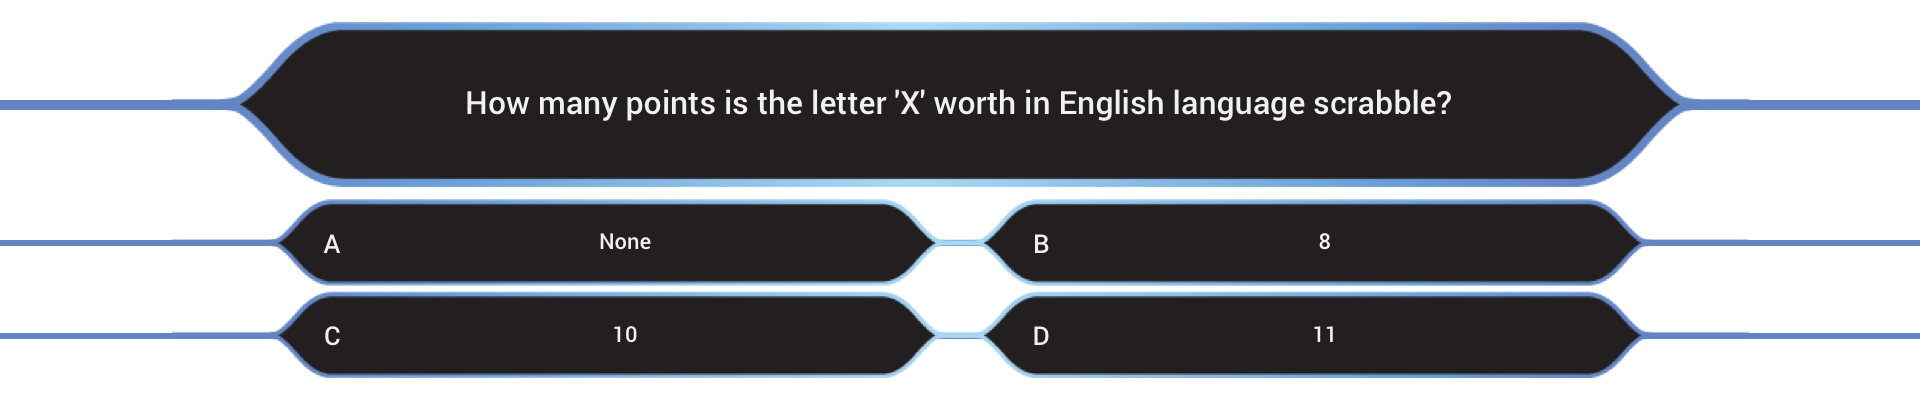 How many points is the letter 'X' worth in English language scrabble?
A None
B 8
C 10
D 11